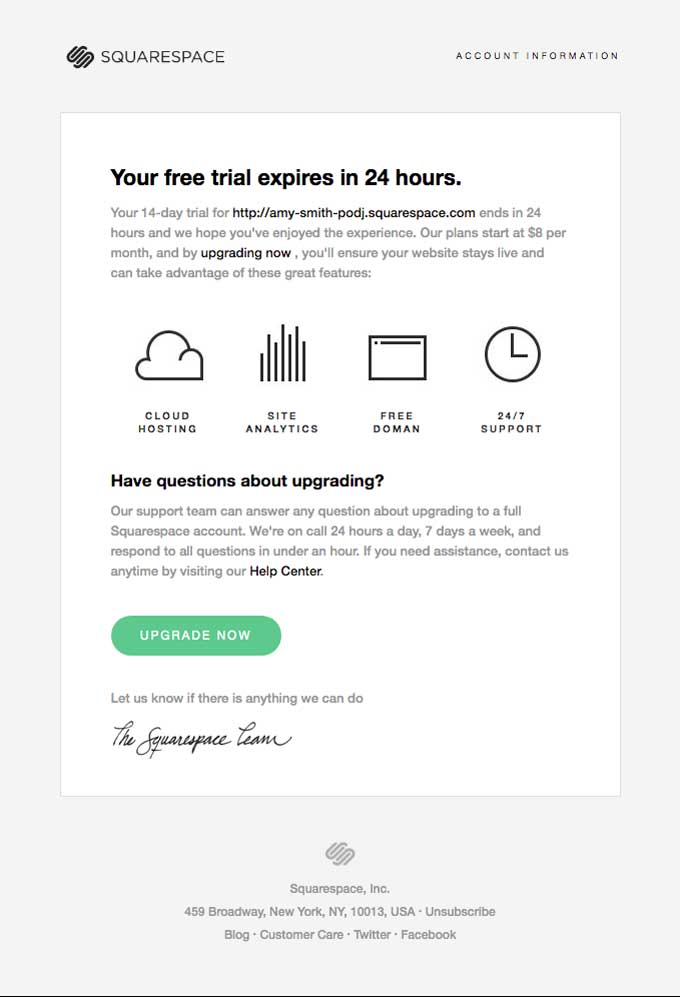 SQUARESPACE
ACCOUNT INFORMATION
Your free trial expires in 24 hours.
Your 14-day trial for http://amy-smith-podj.squarespace.com ends in 24
hours and we hope you've enjoyed the experience. Our plans start at $8 per
month, and by upgrading now , you'll ensure your website stays live and
can take advantage of these great features:
CLOUD
HOSTING
SITE
ANALYTICS
FREE
DOMAN
24/7
SUPPORT
Have questions about upgrading?
Our support team can answer any question about upgrading to a full
Squarespace account. We're on call 24 hours a day, 7 days a week, and
respond to all questions in under an hour. If you need assistance, contact us
anytime by visiting our Help Center.
UPGRADE NOW
Let us know if there is anything we can do
The Squarespace Team
Squarespace, Inc.
459 Broadway, New York, NY, 10013, USA · Unsubscribe
Blog · Customer Care · Twitter · Facebook